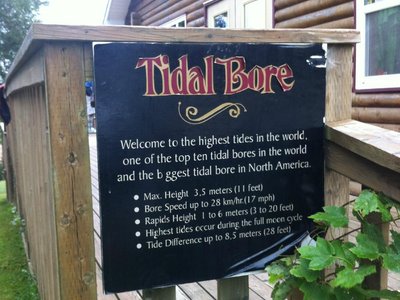 Tidal Bore
Welcome to the highest tides in the world,
one of the top ten tidal bores in the world
and the b ggest tidal bore in North America.
• Max. Height 3.5 meters (11 feet)
• Bore Speed up to 28 km/hr. (17 mph)
• Rapids Height 1 to 6 meters (3 to 20 feet)
• Highest tides occur during the full moon cycle
• Tide Difference up to 8.5 meters (28 feet)